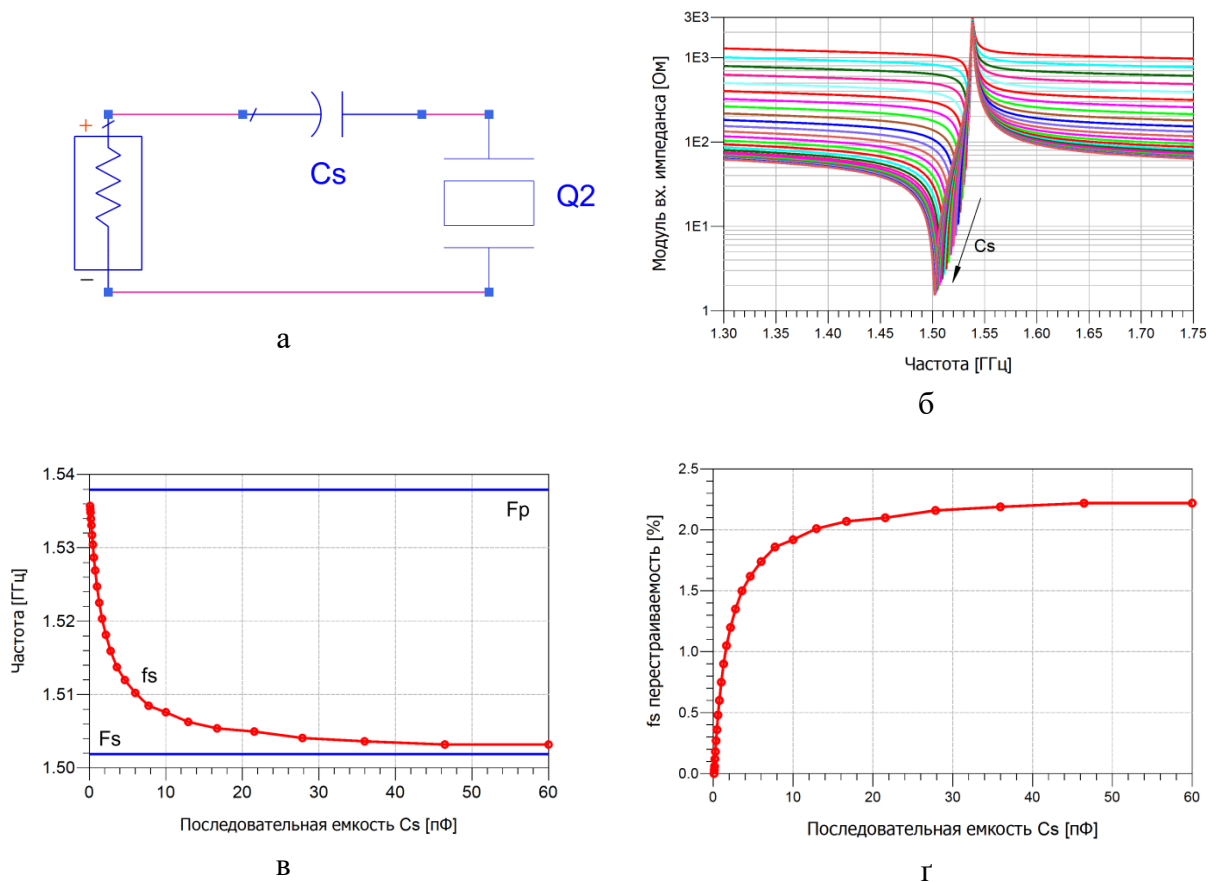 +
Cs
Q2
−
а
Модуль вх. импеданса [Ом]
3E3
1E3
1E2
1E1
1
Cs
1.30 1.35 1.40 1.45 1.50 1.55 1.60 1.65 1.70 1.75
Частота [ГГц]
б
Частота [ГГц]
1.54
1.53
1.52
1.51
1.50
Fp
fs
Fs
0 10 20 30 40 50 60
Последовательная емкость Cs [пФ]
в
fs перестраиваемость [%]
2.5
2.0
1.5
1.0
0.5
0.0
0 10 20 30 40 50 60
Последовательная емкость Cs [пФ]
ґ